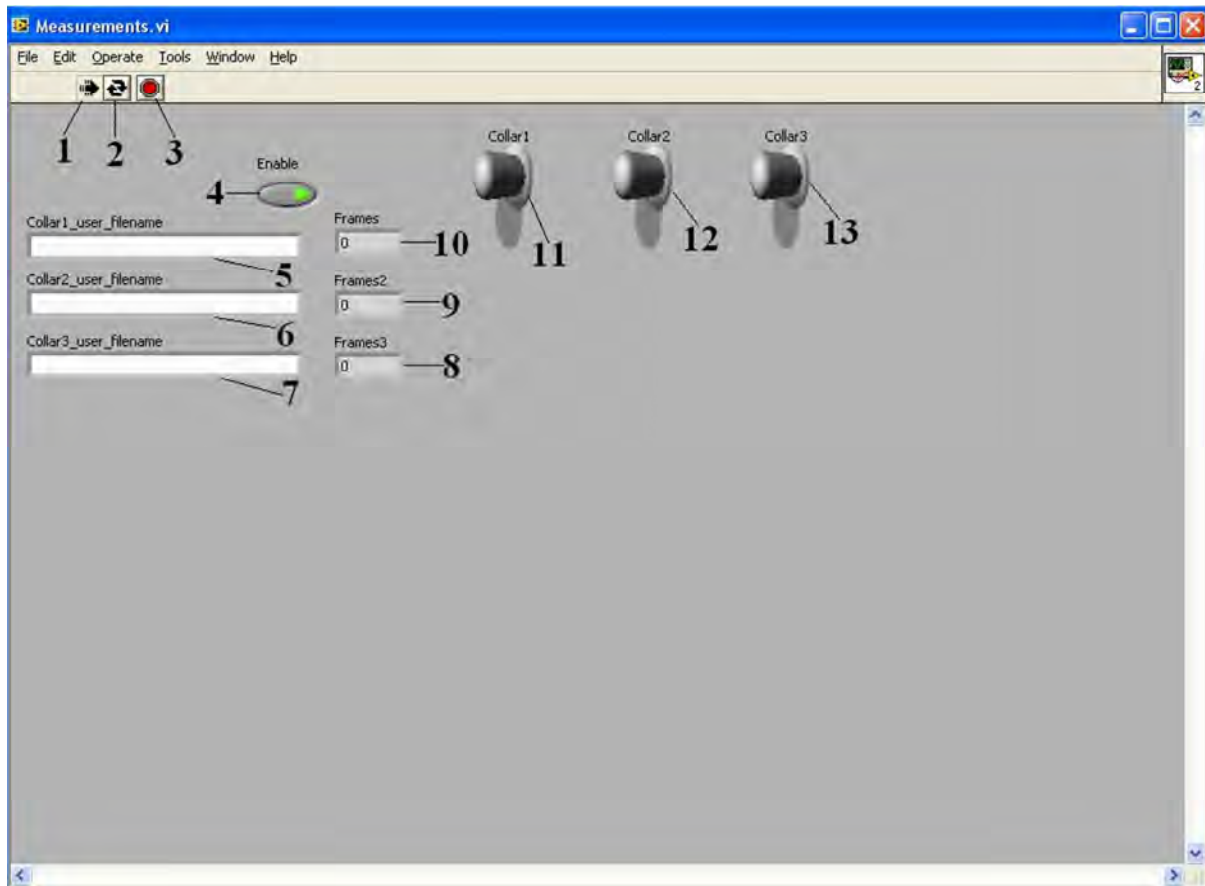 Measurements.vi
File Edit Operate Tools Window Help
2
1 2 3
Collar1 Collar2 Collar3
Enable
4
Collar1_user_filename Frames
0 10
11 12 13
5
Collar2_user_filename Frames2
0 9
6
Collar3_user_filename Frames3
0 8
7